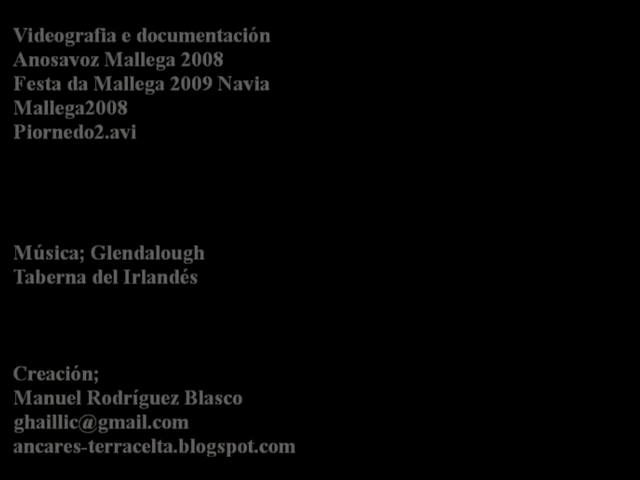 Videografia e documentación
Anosavoz Mallega 2008
Festa da Mallega 2009 Navia
Mallega2008
Piornedo2.avi
Música; Glendalough
Taberna del Irlandés
Creación;
Manuel Rodríguez Blasco
ghaillic@gmail.com
ancares-terracelta.blogspot.com